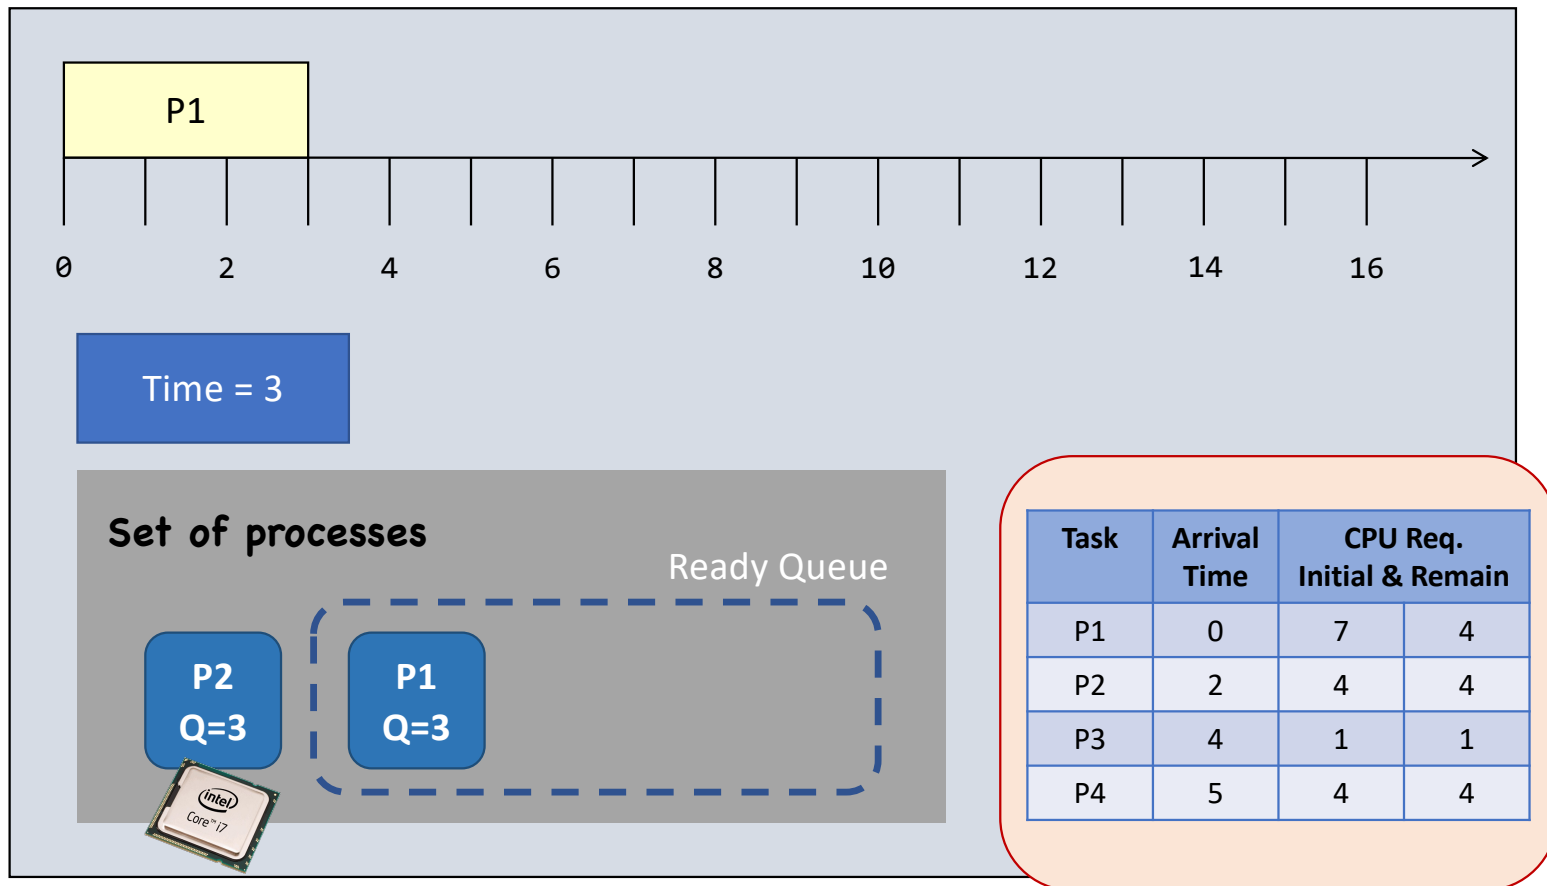 P1
0 2 4 6 8 10 12 14 16
Time = 3
Set of processes
Ready Queue
P2
Q=3
P1
Q=3
intel
Core™ i7
Task Arrival Time CPU Req. Initial & Remain
P1 0 7 4
P2 2 4 4
P3 4 1 1
P4 5 4 4